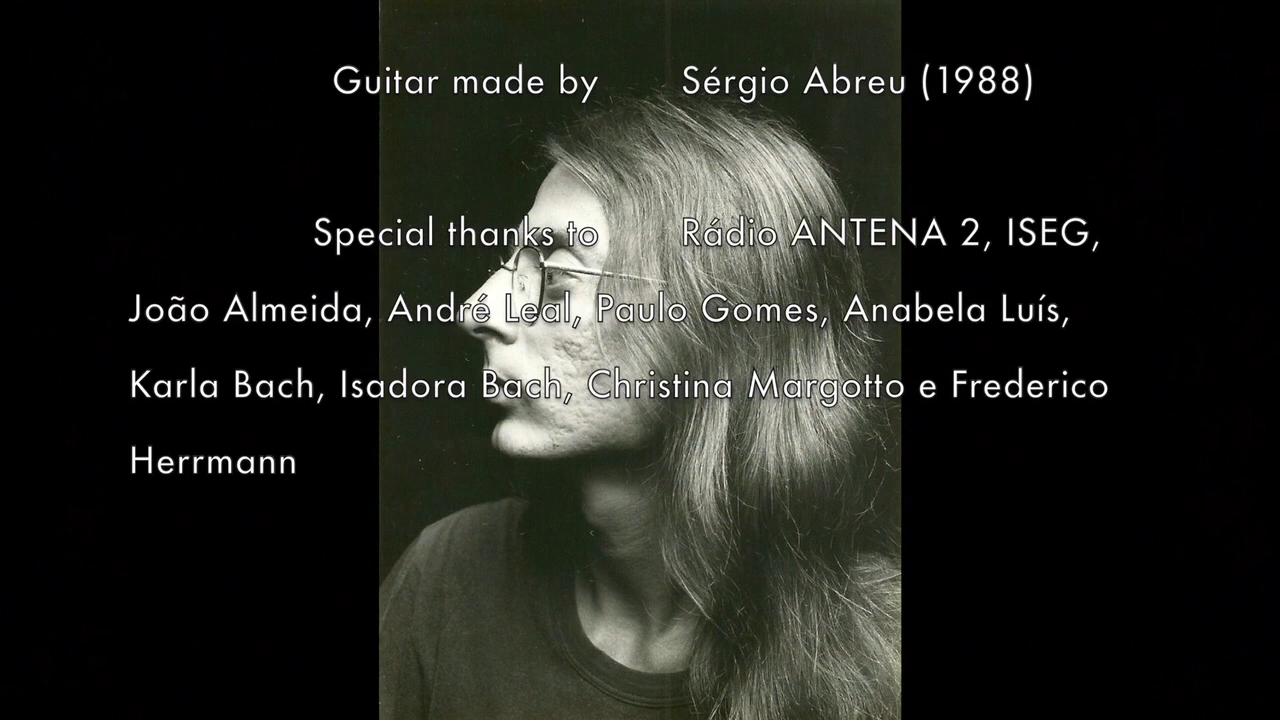 Guitar made by Sérgio Abreu (1988)
Special thanks to Rádio ANTENA 2, ISEG,
João Almeida, André Leal, Paulo Gomes, Anabela Luís,
Karla Bach, Isadora Bach, Christina Margotto e Frederico
Herrmann